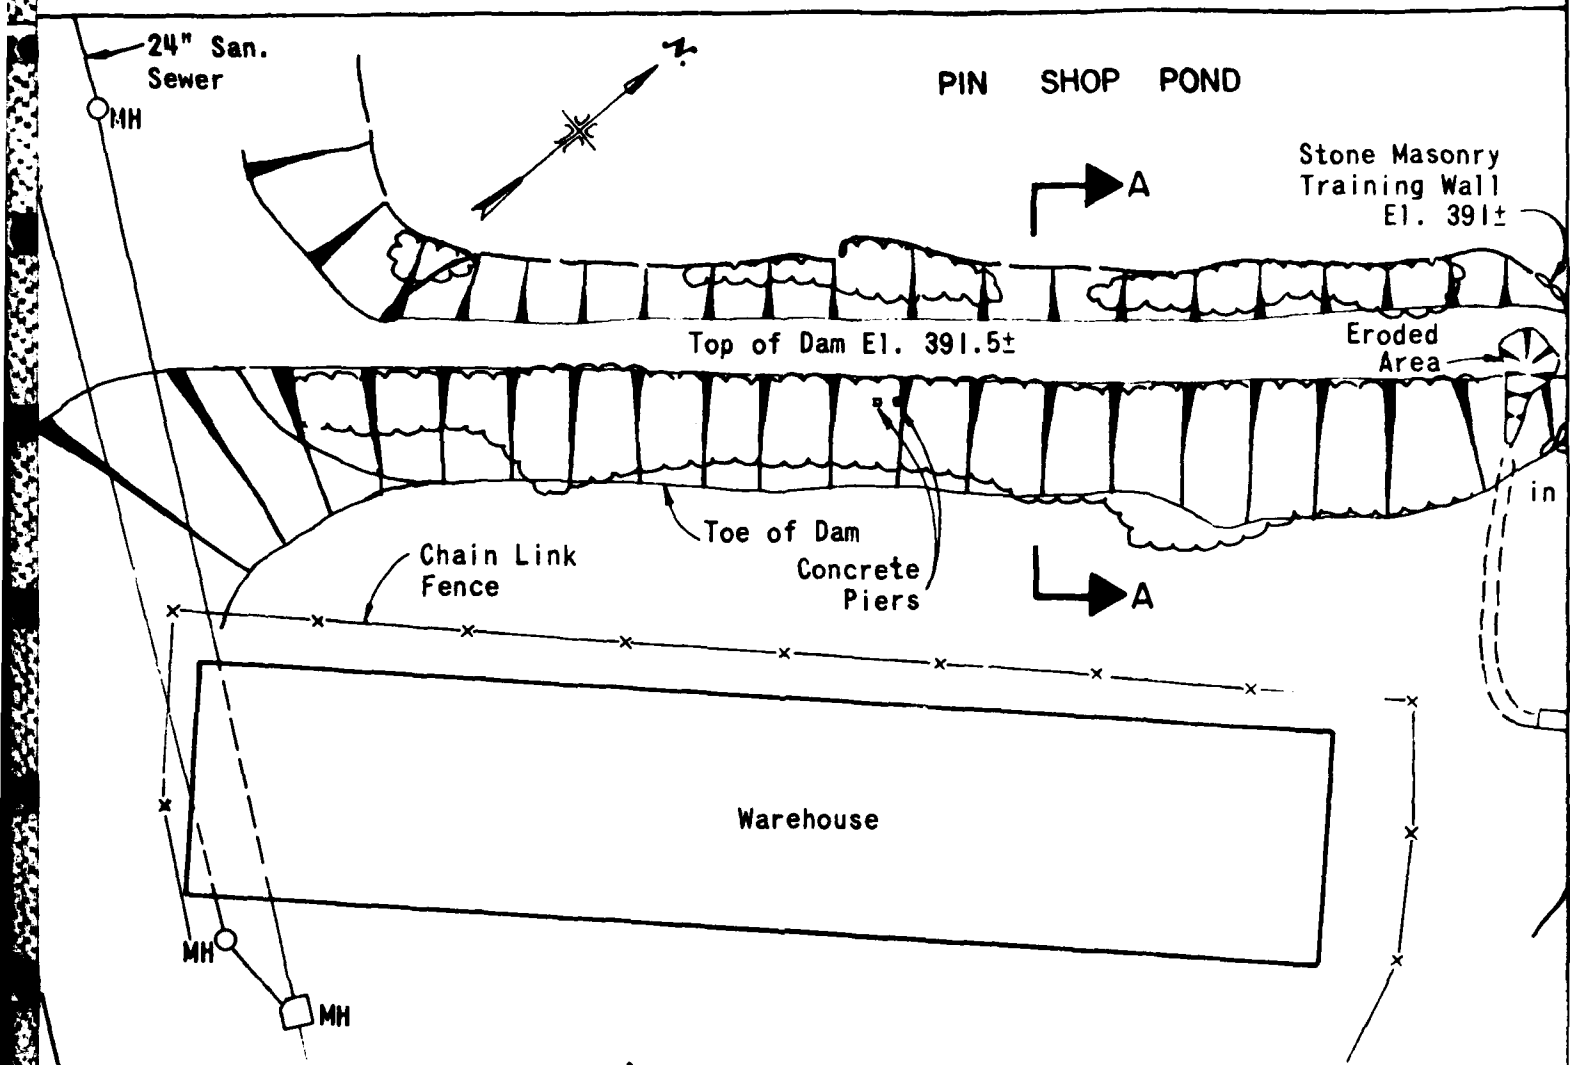 24" San.
Sewer
MH
N
PIN SHOP POND
A
Stone Masonry
Training Wall
El. 391±
Top of Dam El. 391.5±
Eroded
Area
in
Toe of Dam
Chain Link
Fence
Concrete
Piers
A
Warehouse
MH
MH